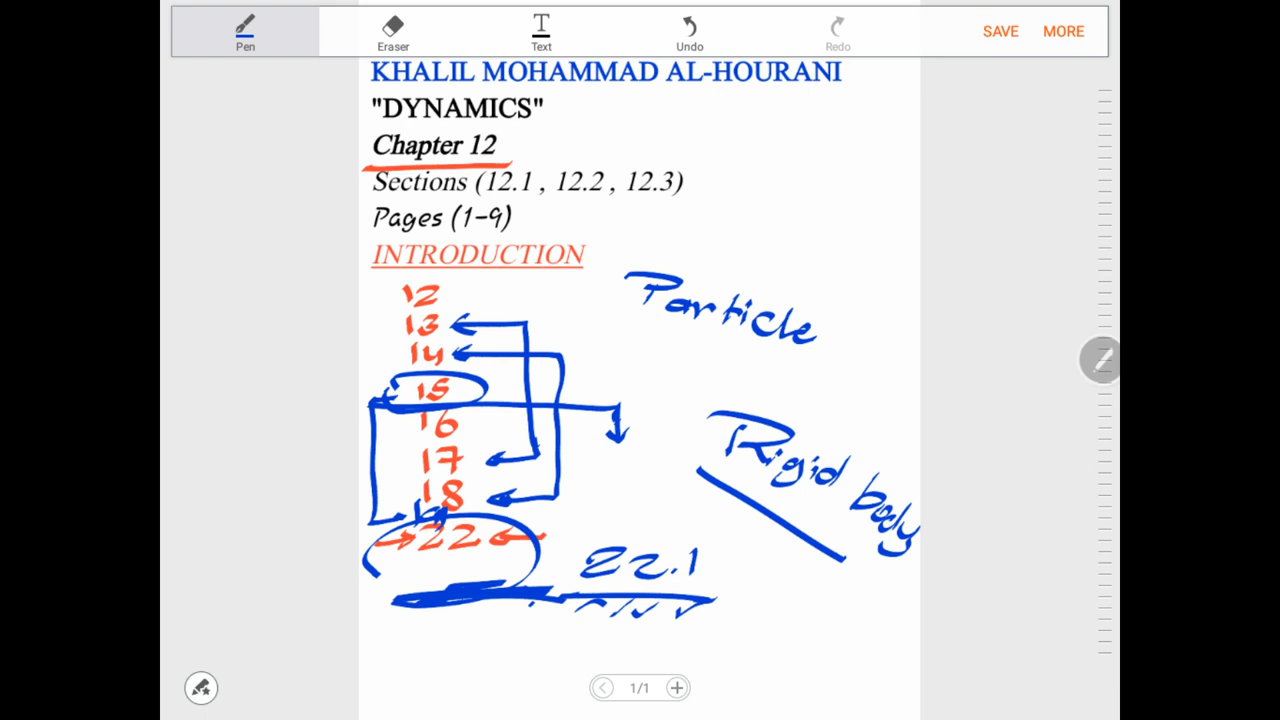 Pen
Eraser
Text
Undo
Redo
SAVE
MORE
KHALIL MOHAMMAD AL-HOURANI
"DYNAMICS"
Chapter 12
Sections (12.1 , 12.2 , 12.3)
Pages (1-9)
INTRODUCTION
12
13
14
15
16
17
18
19
22
Particle
Rigid body
22.1
1/1